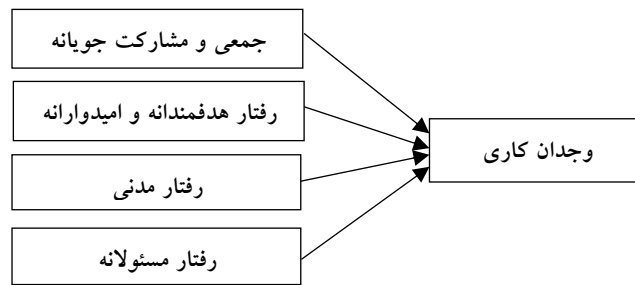 جمعی و مشارکت جویانه
رفتار هدفمندانه و امیدوارانه
وجدان کاری
رفتار مدنی
رفتار مسئولانه